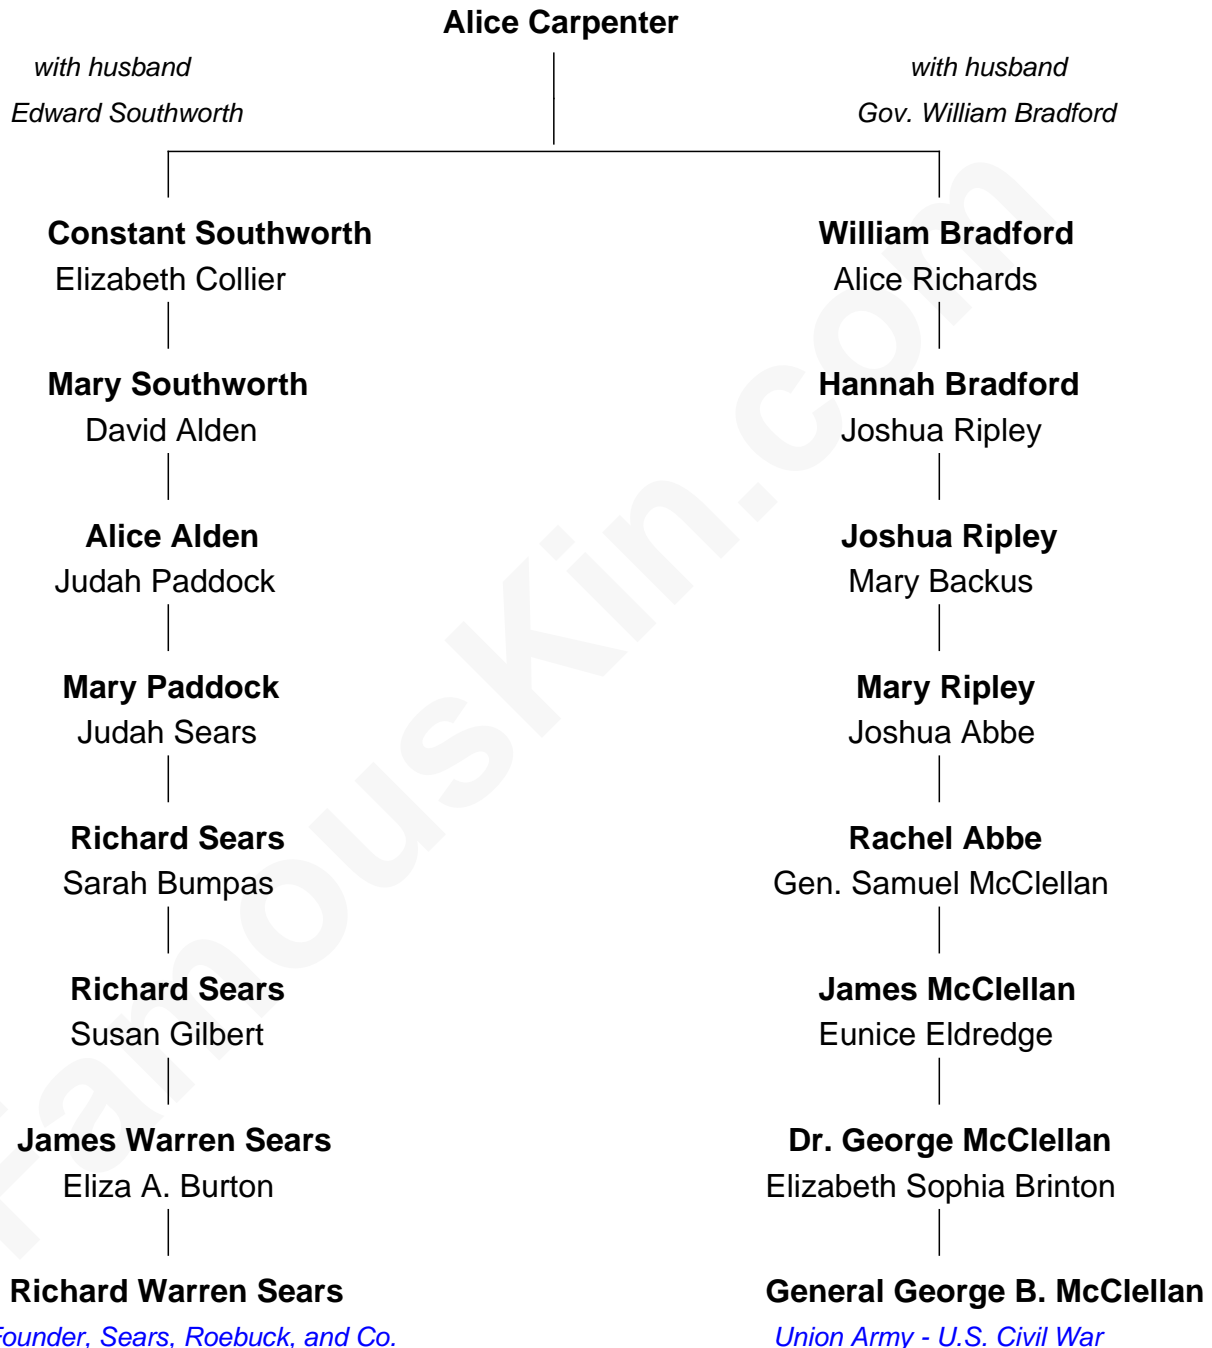 Alice Carpenter
with husband
Edward Southworth
with husband
Gov. William Bradford
Constant Southworth
Elizabeth Collier
William Bradford
Alice Richards
Mary Southworth
David Alden
Hannah Bradford
Joshua Ripley
Alice Alden
Judah Paddock
Joshua Ripley
Mary Backus
Mary Paddock
Judah Sears
Mary Ripley
Joshua Abbe
Richard Sears
Sarah Bumpas
Rachel Abbe
Gen. Samuel McClellan
Richard Sears
Susan Gilbert
James McClellan
Eunice Eldredge
James Warren Sears
Eliza A. Burton
Dr. George McClellan
Elizabeth Sophia Brinton
Richard Warren Sears
Founder, Sears, Roebuck, and Co.
General George B. McClellan
Union Army - U.S. Civil War
FamousKin.com